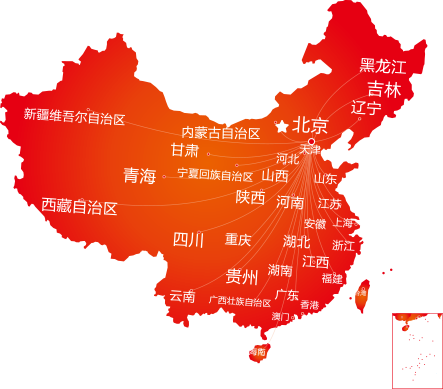 黑龙江
吉林
辽宁
北京
天津
新疆维吾尔自治区
内蒙古自治区
甘肃
河北
宁夏回族自治区
山西
山东
青海
陕西
河南
江苏
西藏自治区
安徽
上海
四川
重庆
湖北
浙江
江西
湖南
贵州
福建
云南
广东
广西壮族自治区
香港
澳门
台湾
海南